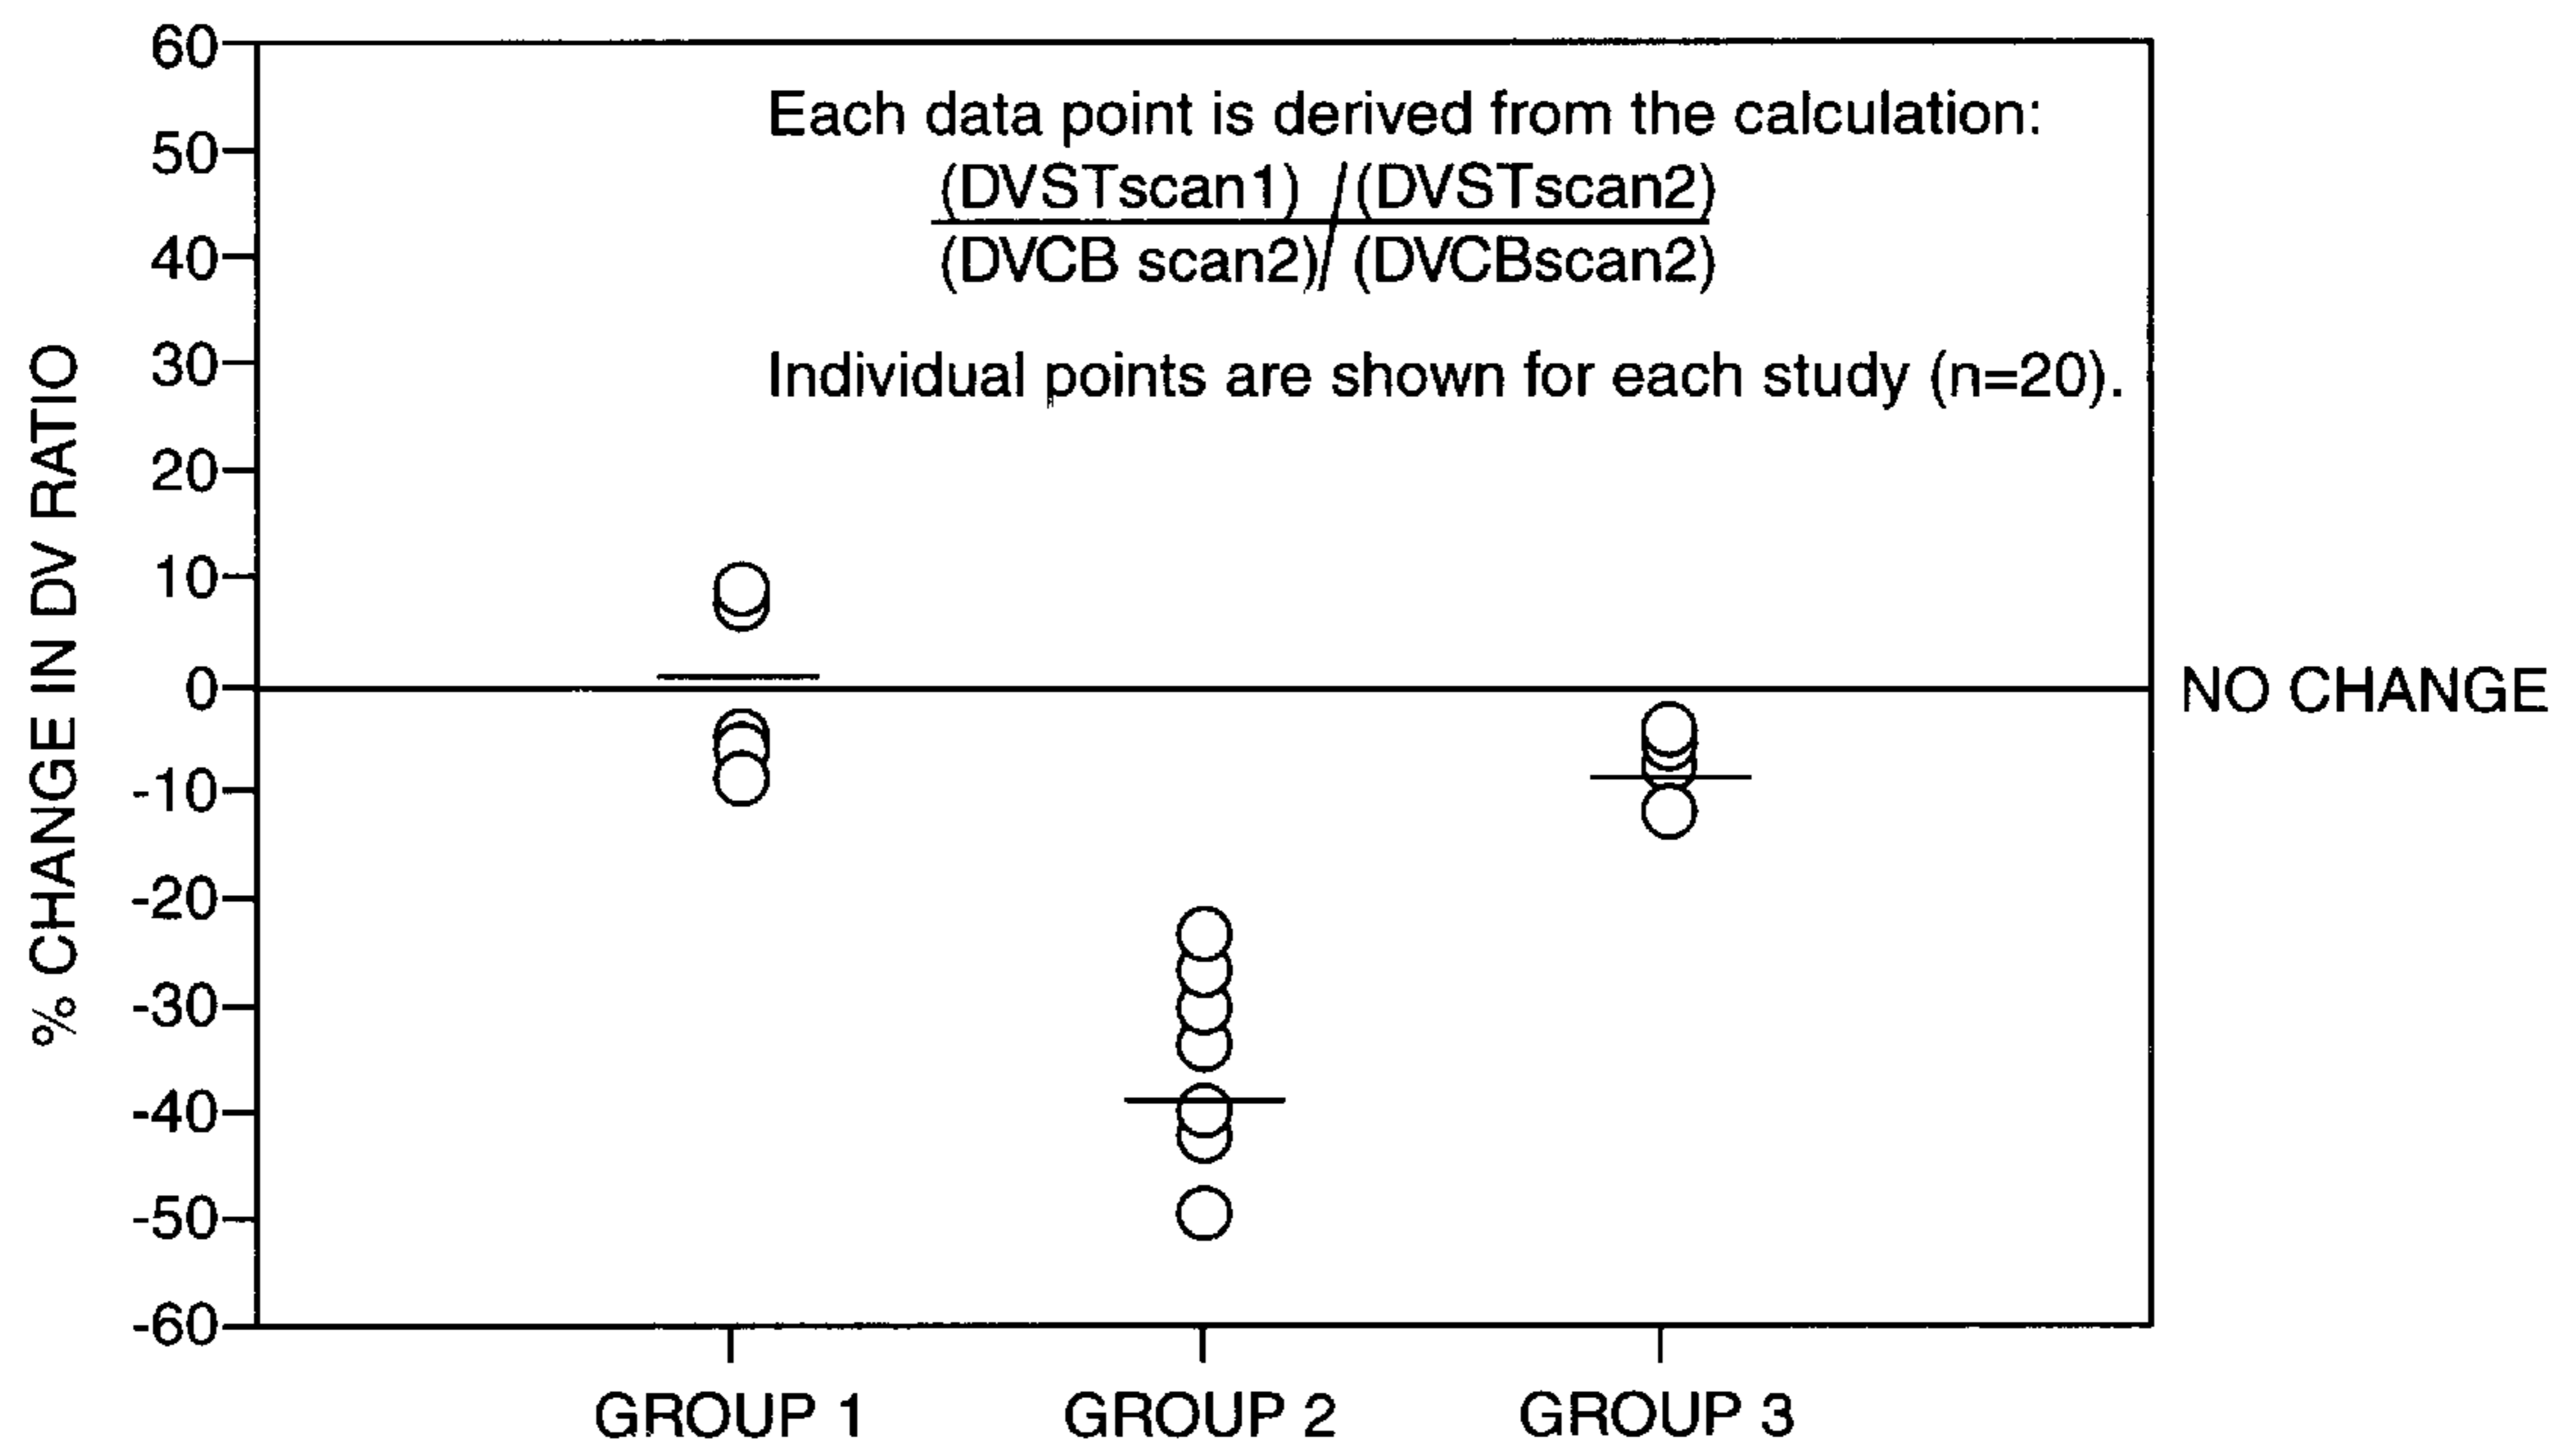 60
Each data point is derived from the calculation:
50
(DVSTscan1) / (DVSTscan2)
40
(DVCB scan2) / (DVCBscan2)
30
Individual points are shown for each study (n=20).
20
10
0
NO CHANGE
-10
-20
-30
-40
-50
-60
% CHANGE IN DV RATIO
GROUP 1 GROUP 2 GROUP 3